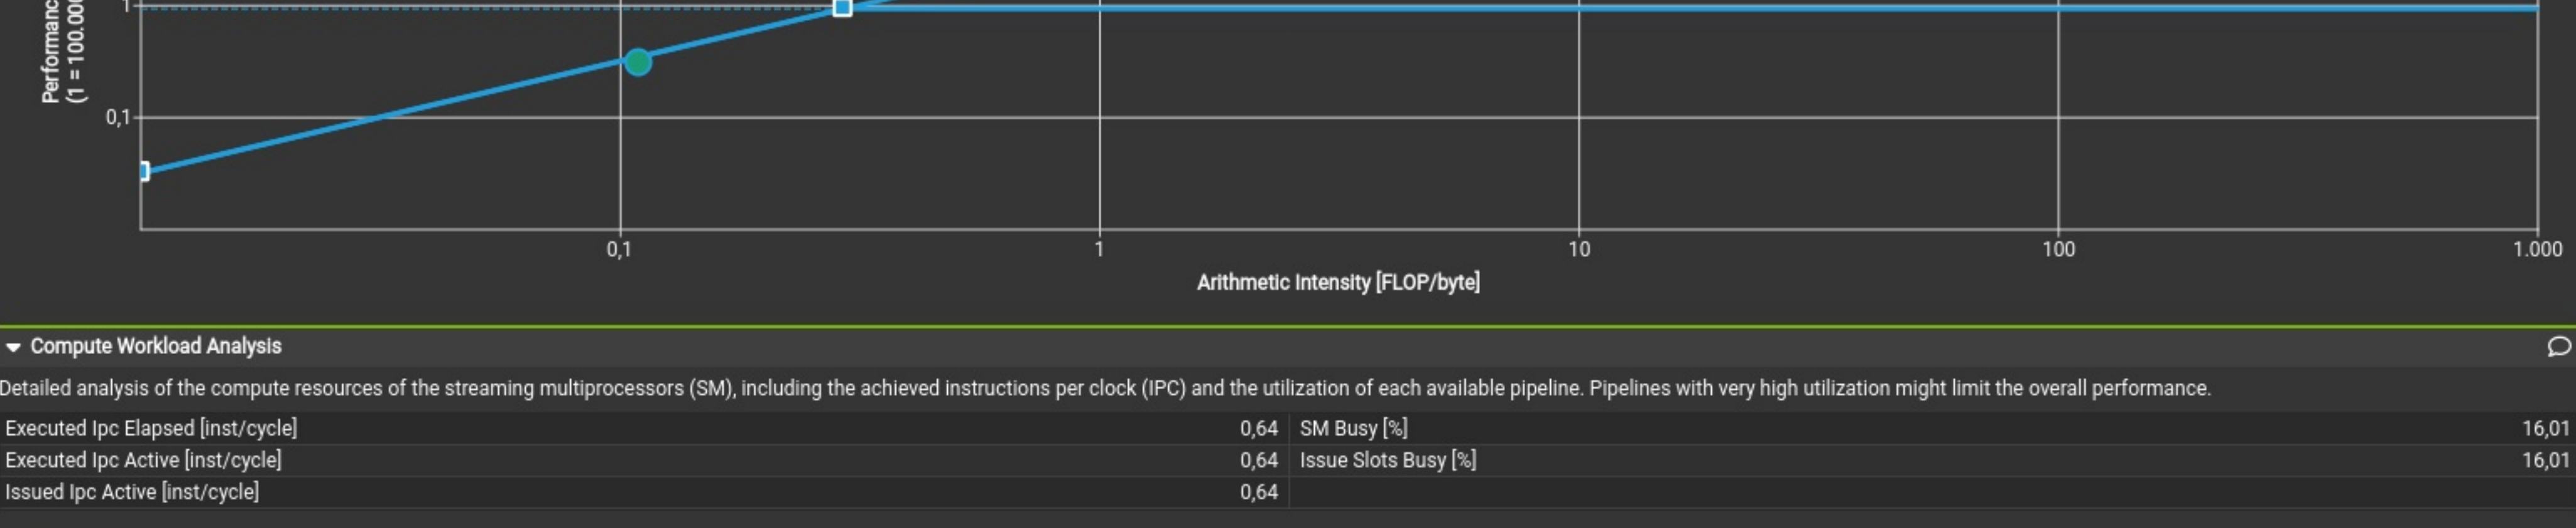 1
Performanc
(1 = 100.000
0,1
0,1 1 10 100 1.000
Arithmetic Intensity [FLOP/byte]
Compute Workload Analysis
Detailed analysis of the compute resources of the streaming multiprocessors (SM), including the achieved instructions per clock (IPC) and the utilization of each available pipeline. Pipelines with very high utilization might limit the overall performance.
Executed Ipc Elapsed [inst/cycle] 0,64 SM Busy [%] 16,01
Executed Ipc Active [inst/cycle] 0,64 Issue Slots Busy [%] 16,01
Issued Ipc Active [inst/cycle] 0,64